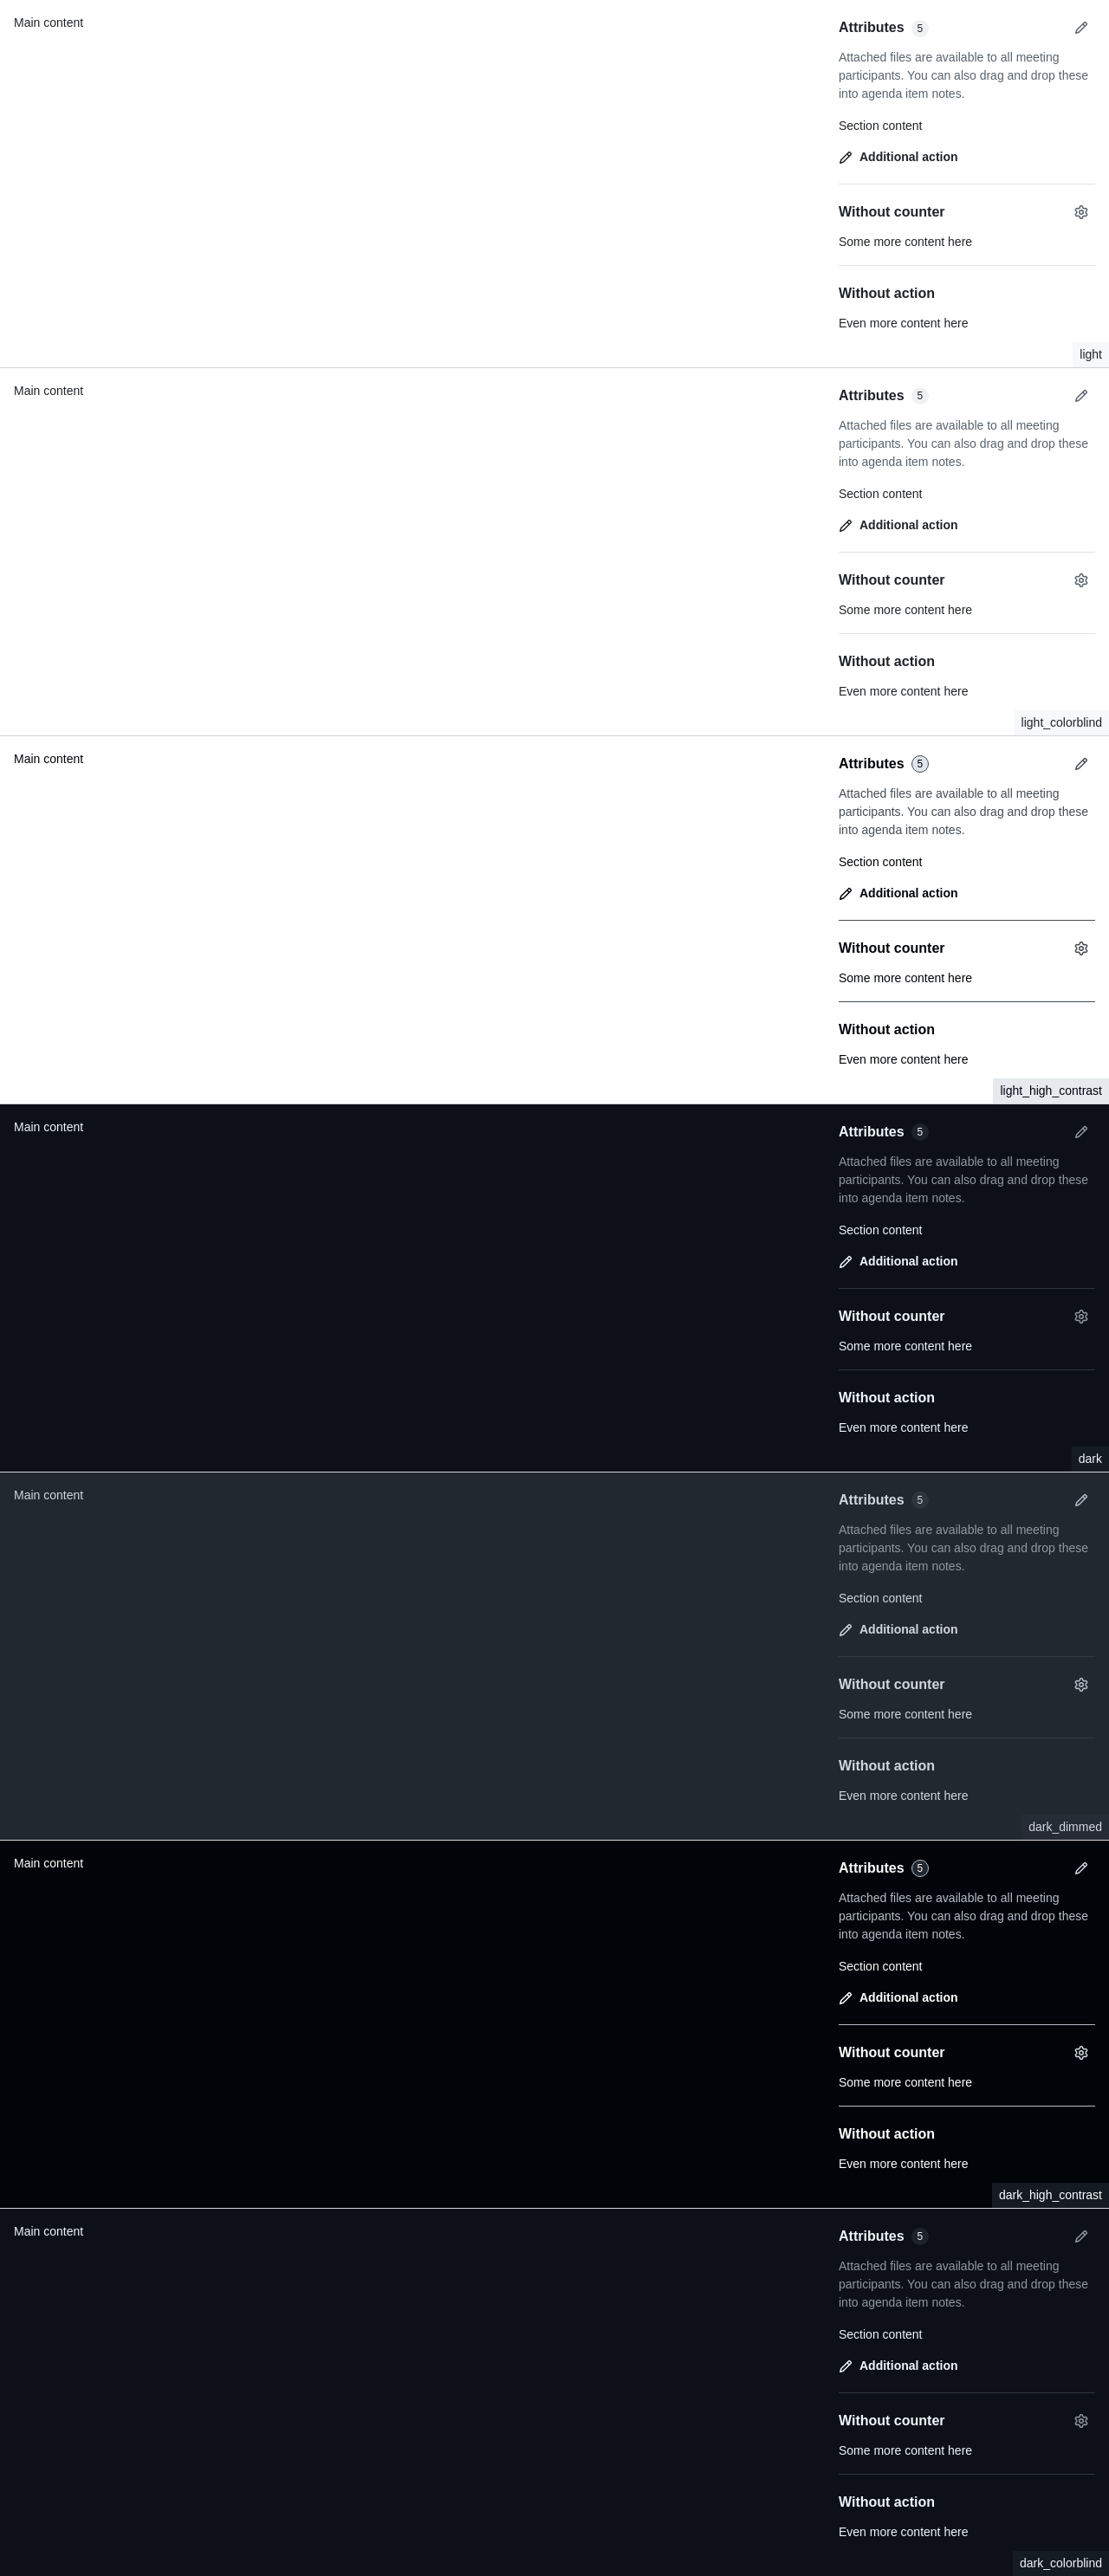 Main content
Attributes 5
Attached files are available to all meeting
participants. You can also drag and drop these
into agenda item notes.
Section content
Additional action
Without counter
Some more content here
Without action
Even more content here
light
Main content
Attributes 5
Attached files are available to all meeting
participants. You can also drag and drop these
into agenda item notes.
Section content
Additional action
Without counter
Some more content here
Without action
Even more content here
light_colorblind
Main content
Attributes 5
Attached files are available to all meeting
participants. You can also drag and drop these
into agenda item notes.
Section content
Additional action
Without counter
Some more content here
Without action
Even more content here
light_high_contrast
Main content
Attributes 5
Attached files are available to all meeting
participants. You can also drag and drop these
into agenda item notes.
Section content
Additional action
Without counter
Some more content here
Without action
Even more content here
dark
Main content
Attributes 5
Attached files are available to all meeting
participants. You can also drag and drop these
into agenda item notes.
Section content
Additional action
Without counter
Some more content here
Without action
Even more content here
dark_dimmed
Main content
Attributes 5
Attached files are available to all meeting
participants. You can also drag and drop these
into agenda item notes.
Section content
Additional action
Without counter
Some more content here
Without action
Even more content here
dark_high_contrast
Main content
Attributes 5
Attached files are available to all meeting
participants. You can also drag and drop these
into agenda item notes.
Section content
Additional action
Without counter
Some more content here
Without action
Even more content here
dark_colorblind